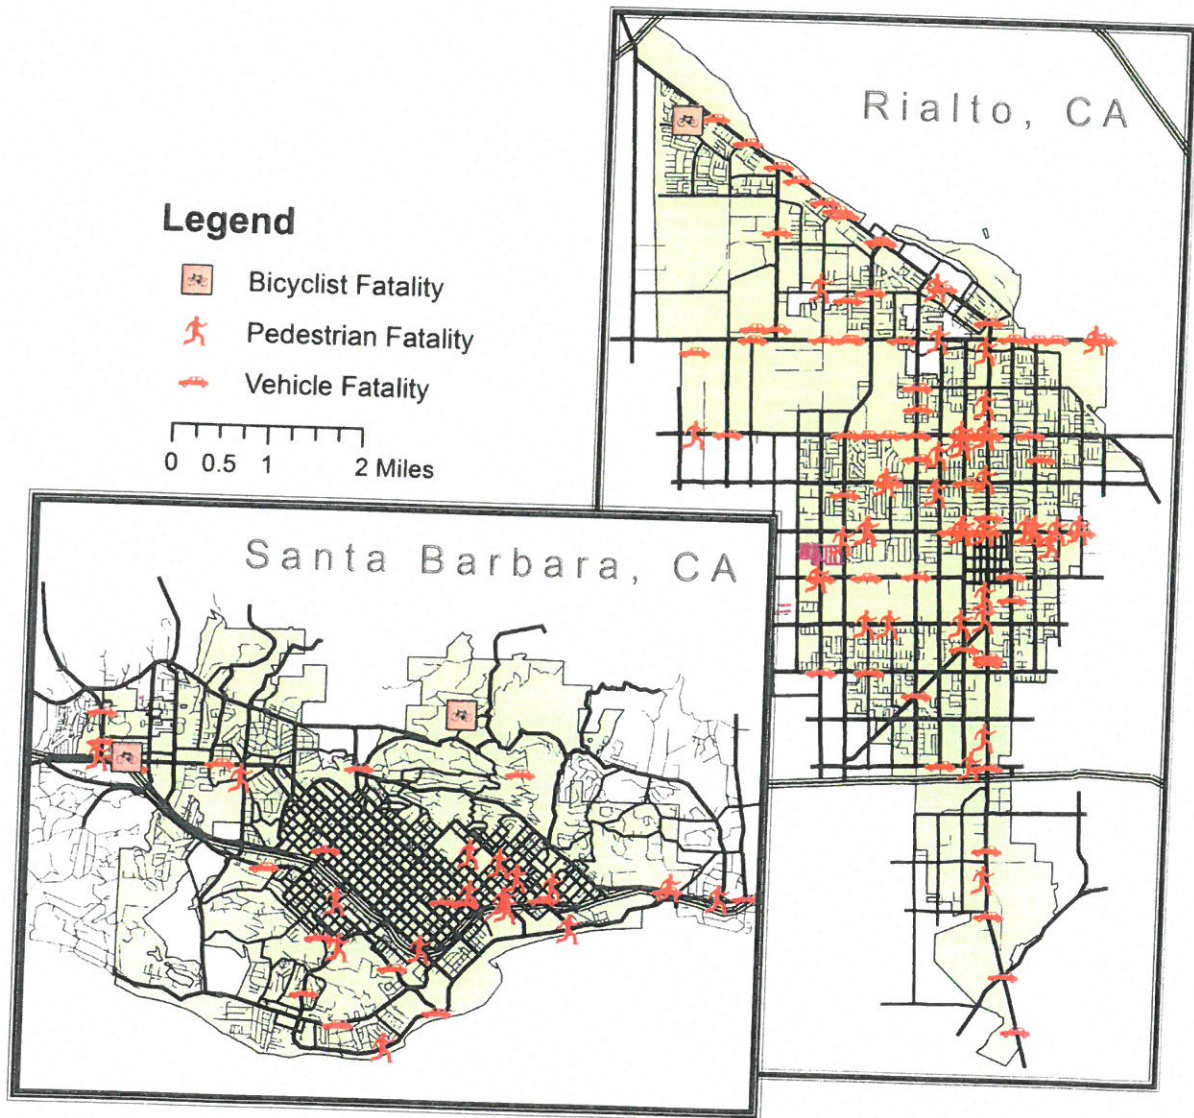 Rialto, CA
Legend
Bicyclist Fatality
Pedestrian Fatality
Vehicle Fatality
0 0.5 1 2 Miles
Santa Barbara, CA